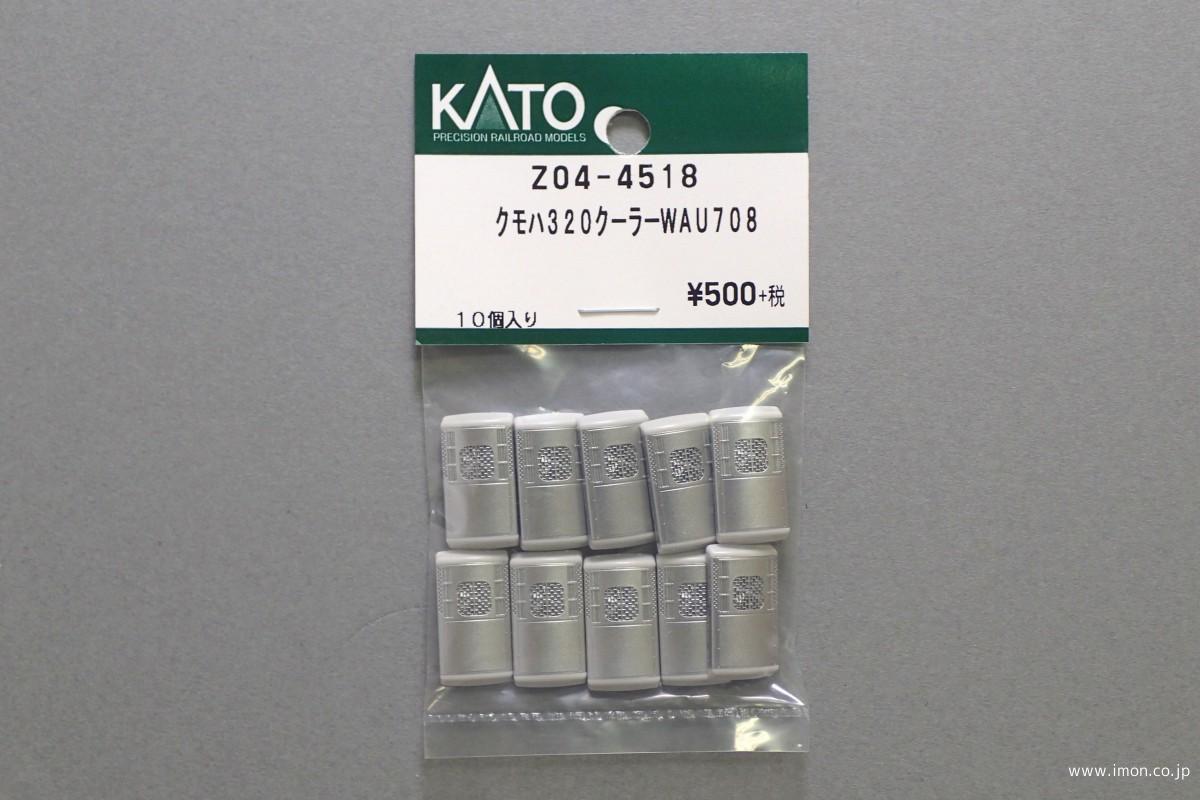 KATO
PRECISION RAILROAD MODELS
Z04-4518
クモハ320クーラーWAU708
¥500+税
10個入り
www.imon.co.jp